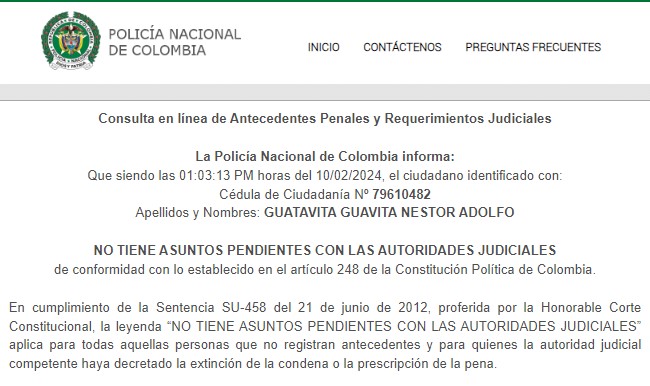 POLICÍA NACIONAL
DE COLOMBIA
INICIO CONTÁCTENOS PREGUNTAS FRECUENTES
Consulta en línea de Antecedentes Penales y Requerimientos Judiciales
La Policía Nacional de Colombia informa:
Que siendo las 01:03:13 PM horas del 10/02/2024, el ciudadano identificado con:
Cédula de Ciudadanía Nº 79610482
Apellidos y Nombres: GUATAVITA GUAVITA NESTOR ADOLFO
NO TIENE ASUNTOS PENDIENTES CON LAS AUTORIDADES JUDICIALES
de conformidad con lo establecido en el artículo 248 de la Constitución Política de Colombia.
En cumplimiento de la Sentencia SU-458 del 21 de junio de 2012, proferida por la Honorable Corte
Constitucional, la leyenda “NO TIENE ASUNTOS PENDIENTES CON LAS AUTORIDADES JUDICIALES”
aplica para todas aquellas personas que no registran antecedentes y para quienes la autoridad judicial
competente haya decretado la extinción de la condena o la prescripción de la pena.